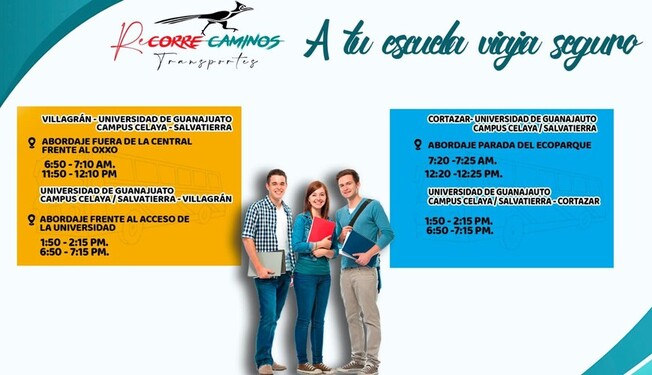 ReCORRE CAMINOS
Transportes
A tu escuela viaja seguro
VILLAGRÁN - UNIVERSIDAD DE GUANAJUATO
CAMPUS CELAYA - SALVATIERRA
ABORDAJE FUERA DE LA CENTRAL
FRENTE AL OXXO
6:50 - 7:10 AM.
11:50 - 12:10 PM
UNIVERSIDAD DE GUANAJUATO
CAMPUS CELAYA / SALVATIERRA - VILLAGRÁN
ABORDAJE FRENTE AL ACCESO DE
LA UNIVERSIDAD
1:50 - 2:15 PM.
6:50 - 7:15 PM.
CORTAZAR- UNIVERSIDAD DE GUANAJAUTO
CAMPUS CELAYA / SALVATIERRA
ABORDAJE PARADA DEL ECOPARQUE
7:20 -7:25 AM.
12:20 -12:25 PM.
UNIVERSIDAD DE GUANAJAUTO
CAMPUS CELAYA / SALVATIERRA - CORTAZAR
1:50 - 2:15 PM.
6:50 -7:15 PM.